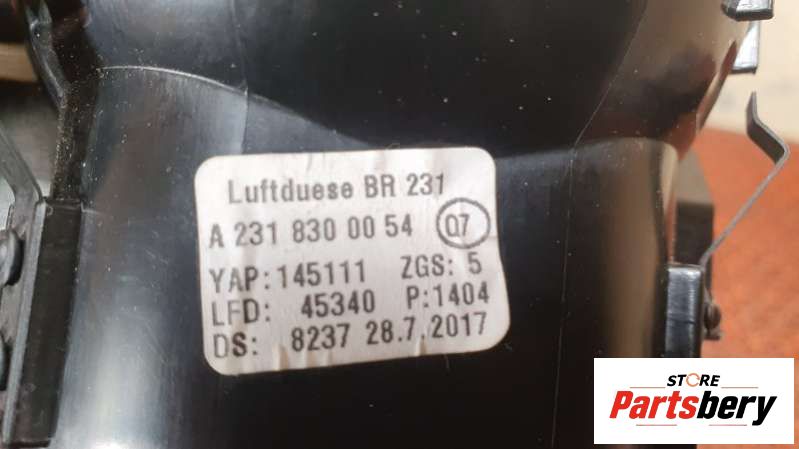 Luftduese BR 231
A 231 830 00 54 07
YAP: 145111 ZGS: 5
LFD: 45340 P: 1404
DS: 8237 28.7.2017
STORE
Partsbery